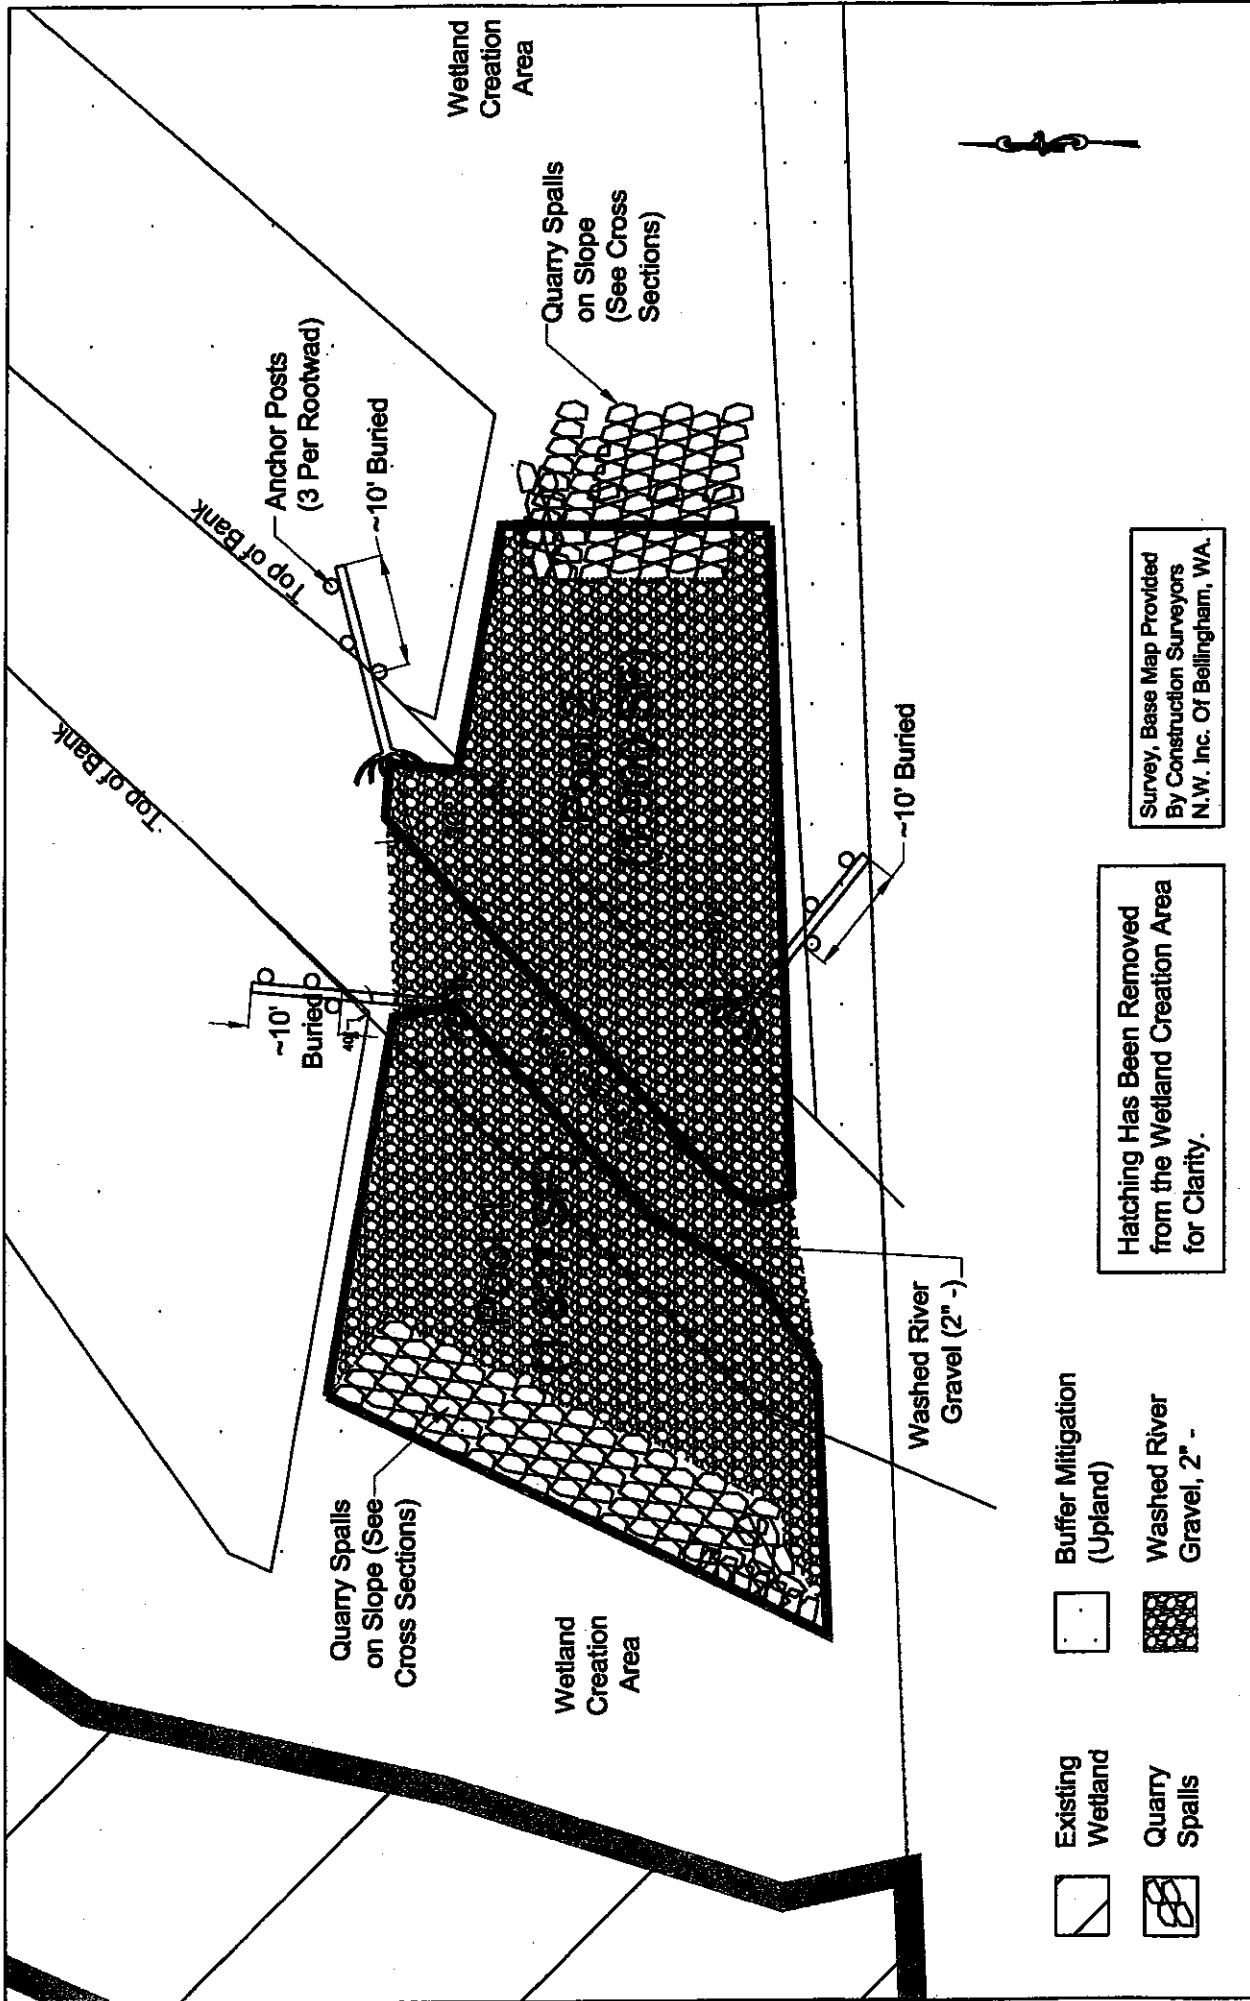 Top of Bank
Top of Bank
Anchor Posts
(3 Per Rootwad)
~10' Buried
~10'
Buried
Wetland
Creation
Area
Quarry Spalls
on Slope
(See Cross
Sections)
Quarry Spalls
on Slope (See
Cross Sections)
Wetland
Creation
Area
Washed River
Gravel (2" -)
~10' Buried
Existing
Wetland
Quarry
Spalls
Buffer Mitigation
(Upland)
Washed River
Gravel, 2" -
Hatching Has Been Removed
from the Wetland Creation Area
for Clarity.
Survey, Base Map Provided
By Construction Surveyors
N.W. Inc. Of Bellingham, WA.